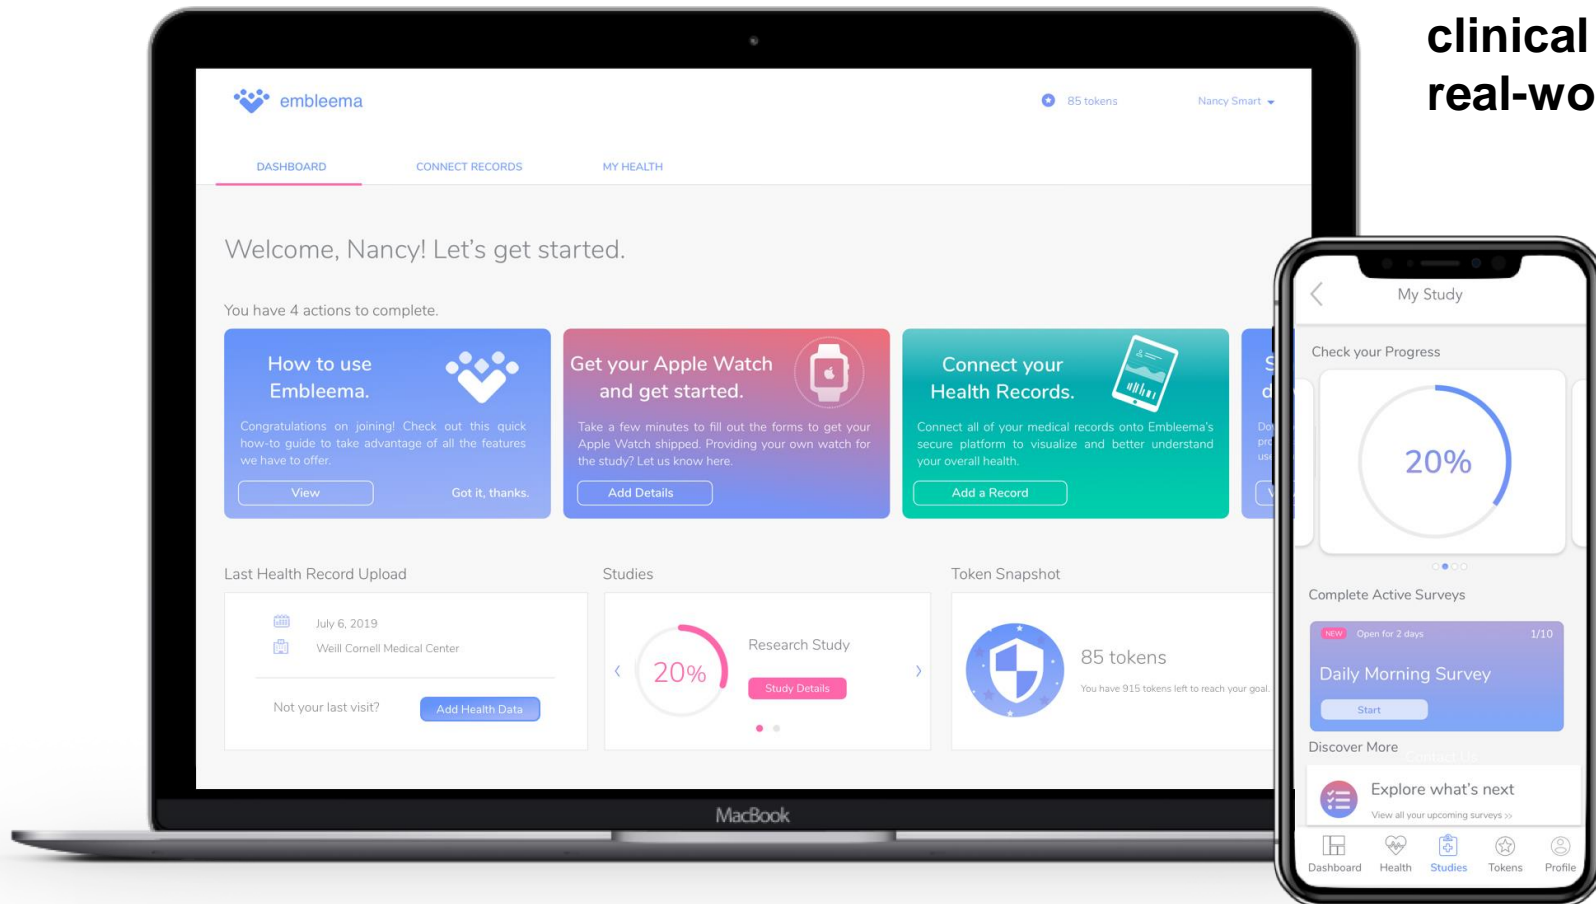 clinical
real-wo
embleema
85 tokens
Nancy Smart
DASHBOARD
CONNECT RECORDS
MY HEALTH
Welcome, Nancy! Let's get started.
You have 4 actions to complete.
How to use
Embleema.
Congratulations on joining! Check out this quick
how-to guide to take advantage of all the features
we have to offer.
View
Got it, thanks.
Get your Apple Watch
and get started.
Take a few minutes to fill out the forms to get your
Apple Watch shipped. Providing your own watch for
the study? Let us know here.
Add Details
Connect your
Health Records.
Connect all of your medical records onto Embleema's
secure platform to visualize and better understand
your overall health.
Add a Record
Last Health Record Upload
July 6, 2019
Weill Cornell Medical Center
Not your last visit?
Add Health Data
Studies
20%
Research Study
Study Details
Token Snapshot
85 tokens
You have 915 tokens left to reach your goal.
MacBook
My Study
Check your Progress
20%
Complete Active Surveys
NEW
Open for 2 days
1/10
Daily Morning Survey
Start
Discover More
Contact Us
Explore what's next
View all your upcoming surveys >>
Dashboard
Health
Studies
Tokens
Profile